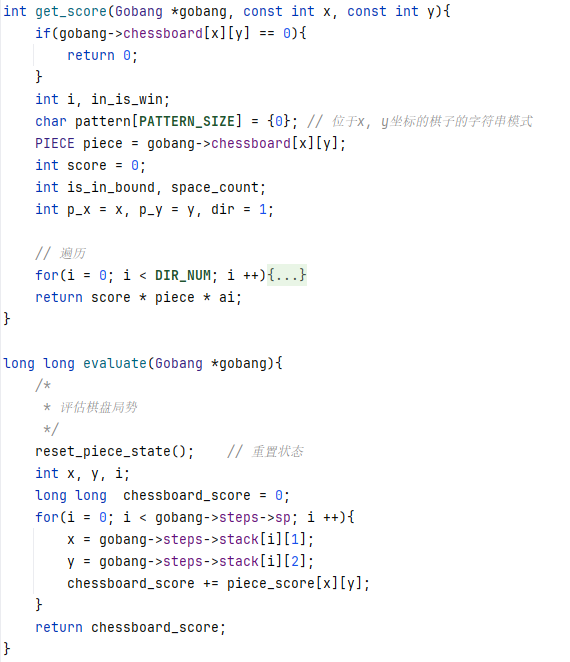 int get_score(Gobang *gobang, const int x, const int y){
    if(gobang->chessboard[x][y] == 0){
        return 0;
    }
    int i, in_is_win;
    char pattern[PATTERN_SIZE] = {0}; // 位于x, y坐标的棋子的字符串模式
    PIECE piece = gobang->chessboard[x][y];
    int score = 0;
    int is_in_bound, space_count;
    int p_x = x, p_y = y, dir = 1;

    // 遍历
    for(i = 0; i < DIR_NUM; i ++){...}
    return score * piece * ai;
}

long long evaluate(Gobang *gobang){
    /*
     * 评估棋盘局势
     */
    reset_piece_state();    // 重置状态
    int x, y, i;
    long long  chessboard_score = 0;
    for(i = 0; i < gobang->steps->sp; i ++){
        x = gobang->steps->stack[i][1];
        y = gobang->steps->stack[i][2];
        chessboard_score += piece_score[x][y];
    }
    return chessboard_score;
}